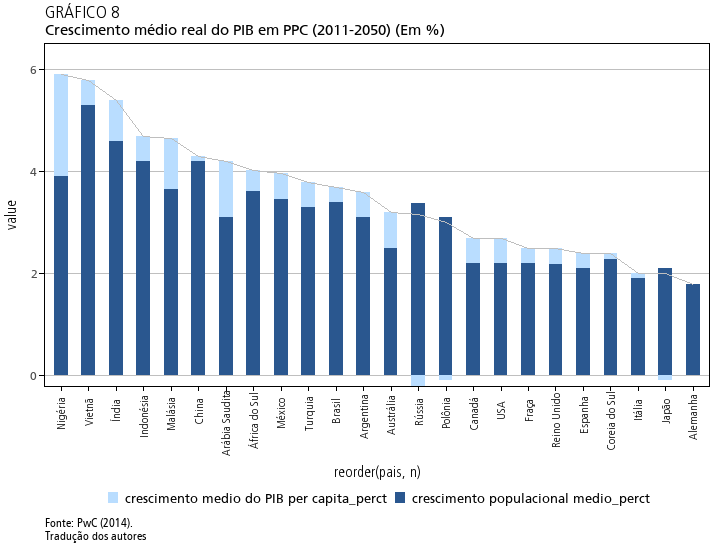 GRÁFICO 8
Crescimento médio real do PIB em PPC (2011-2050) (Em %)
6
4
2
0
value
Nigéria
Vietnã
Índia
Indonésia
Malásia
China
Arábia Saudita
África do Sul
México
Turquia
Brasil
Argentina
Austrália
Rússia
Polônia
Canadá
USA
Fraça
Reino Unido
Espanha
Coreia do Sul
Itália
Japão
Alemanha
reorder(pais, n)
crescimento medio do PIB per capita_perct
crescimento populacional medio_perct
Fonte: PwC (2014).
Tradução dos autores